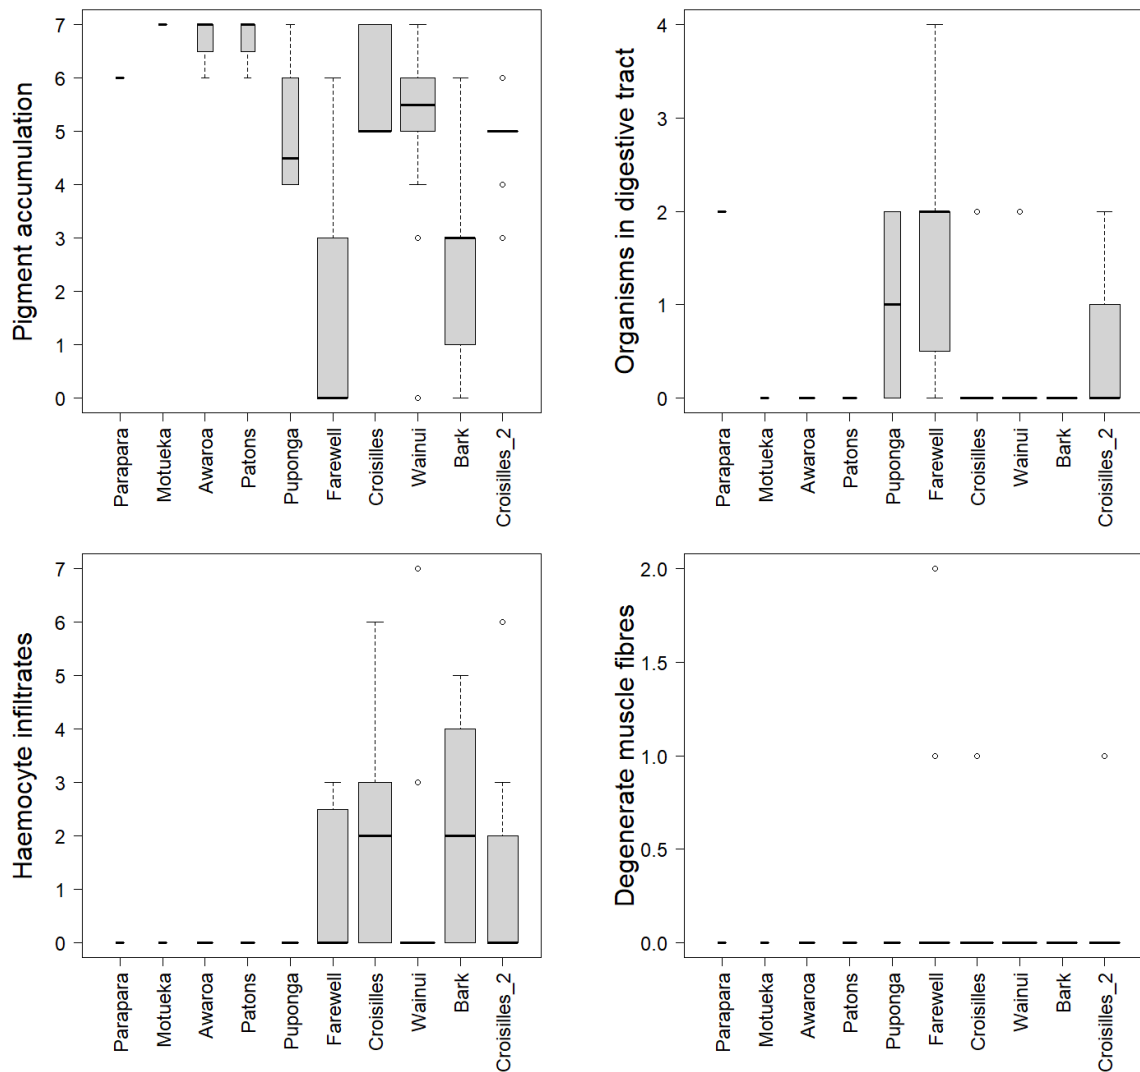 Pigment accumulation
7
6
5
4
3
2
1
0
Parapara
Motueka
Awaroa
Patons
Puponga
Farewell
Croisilles
Wainui
Bark
Croisilles_2
Organisms in digestive tract
4
3
2
1
0
Parapara
Motueka
Awaroa
Patons
Puponga
Farewell
Croisilles
Wainui
Bark
Croisilles_2
Haemocyte infiltrates
7
6
5
4
3
2
1
0
Parapara
Motueka
Awaroa
Patons
Puponga
Farewell
Croisilles
Wainui
Bark
Croisilles_2
Degenerate muscle fibres
2.0
1.5
1.0
0.5
0.0
Parapara
Motueka
Awaroa
Patons
Puponga
Farewell
Croisilles
Wainui
Bark
Croisilles_2